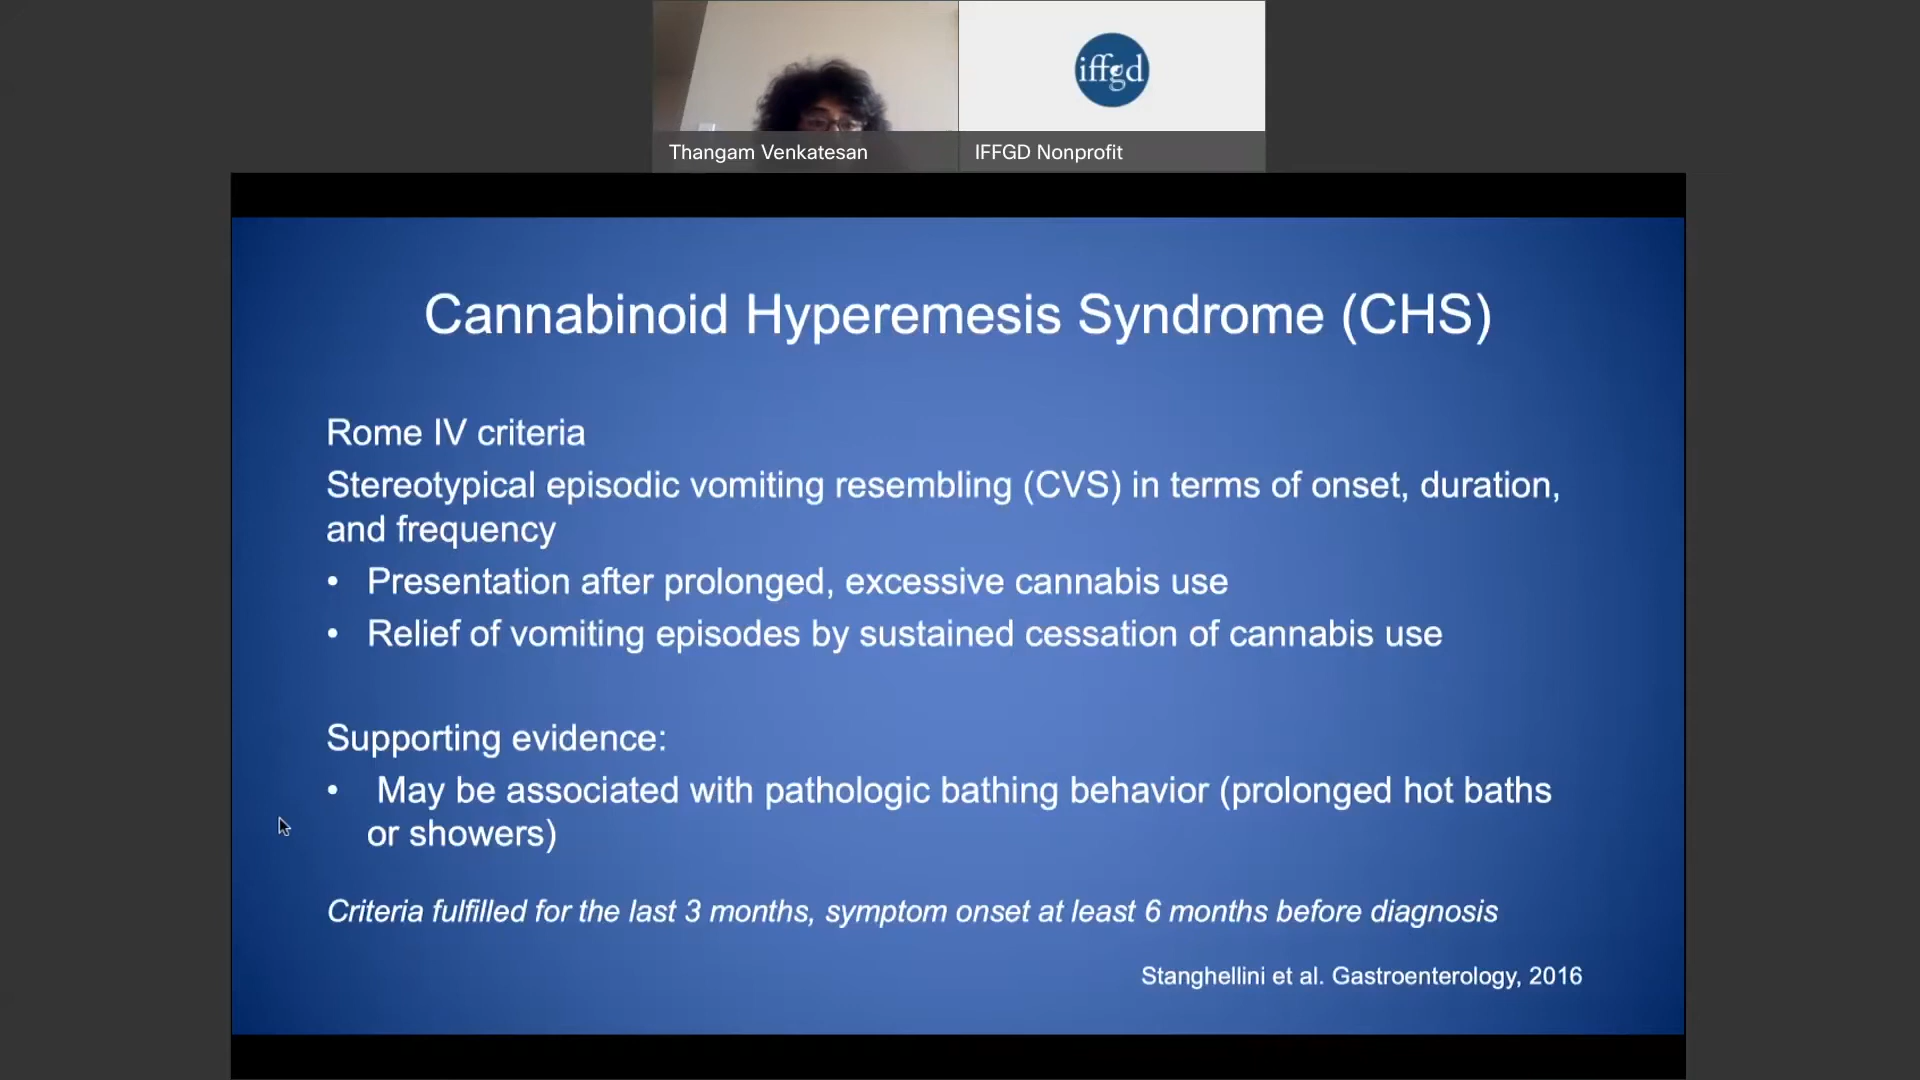 iffgd
Thangam Venkatesan
IFFGD Nonprofit
Cannabinoid Hyperemesis Syndrome (CHS)
Rome IV criteria
Stereotypical episodic vomiting resembling (CVS) in terms of onset, duration,
and frequency
• Presentation after prolonged, excessive cannabis use
• Relief of vomiting episodes by sustained cessation of cannabis use
Supporting evidence:
• May be associated with pathologic bathing behavior (prolonged hot baths
or showers)
Criteria fulfilled for the last 3 months, symptom onset at least 6 months before diagnosis
Stanghellini et al. Gastroenterology, 2016